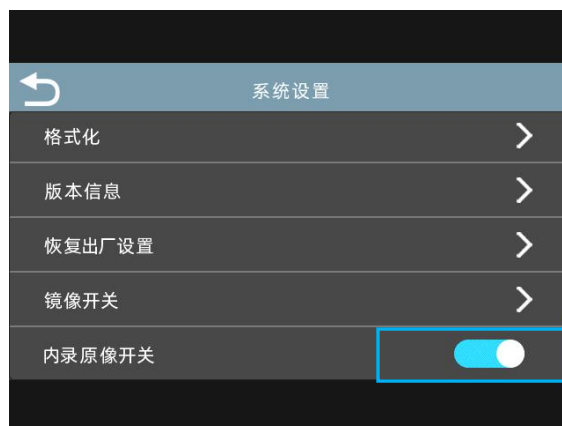 系统设置
格式化
版本信息
恢复出厂设置
镜像开关
内录原像开关